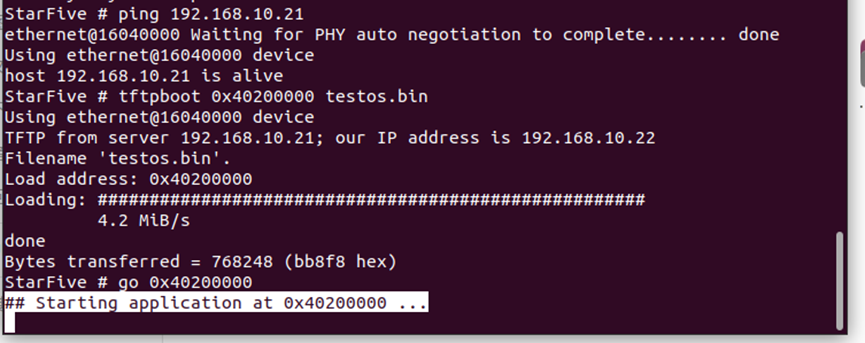 StarFive # ping 192.168.10.21
ethernet@16040000 Waiting for PHY auto negotiation to complete........ done
Using ethernet@16040000 device
host 192.168.10.21 is alive
StarFive # tftpboot 0x40200000 testos.bin
Using ethernet@16040000 device
TFTP from server 192.168.10.21; our IP address is 192.168.10.22
Filename 'testos.bin'.
Load address: 0x40200000
Loading: #####################################################
4.2 MiB/s
done
Bytes transferred = 768248 (bb8f8 hex)
StarFive # go 0x40200000
## Starting application at 0x40200000 ...